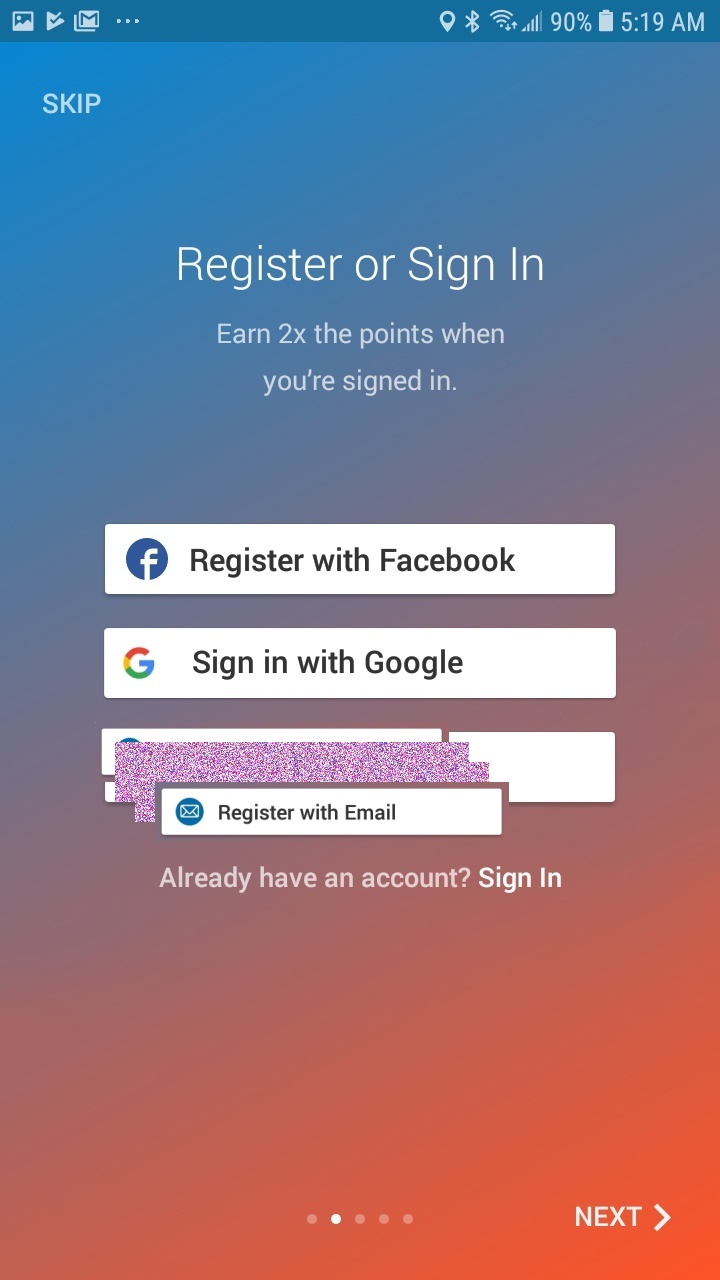 90% 5:19 AM
SKIP
Register or Sign In
Earn 2x the points when
you're signed in.
Register with Facebook
Sign in with Google
Register with Email
Already have an account? Sign In
NEXT